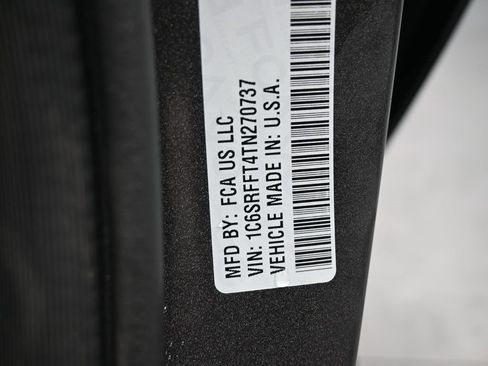 MFD BY: FCA US LLC
VIN: 1C6SRFFT4TN270737
VEHICLE MADE IN: U.S.A.